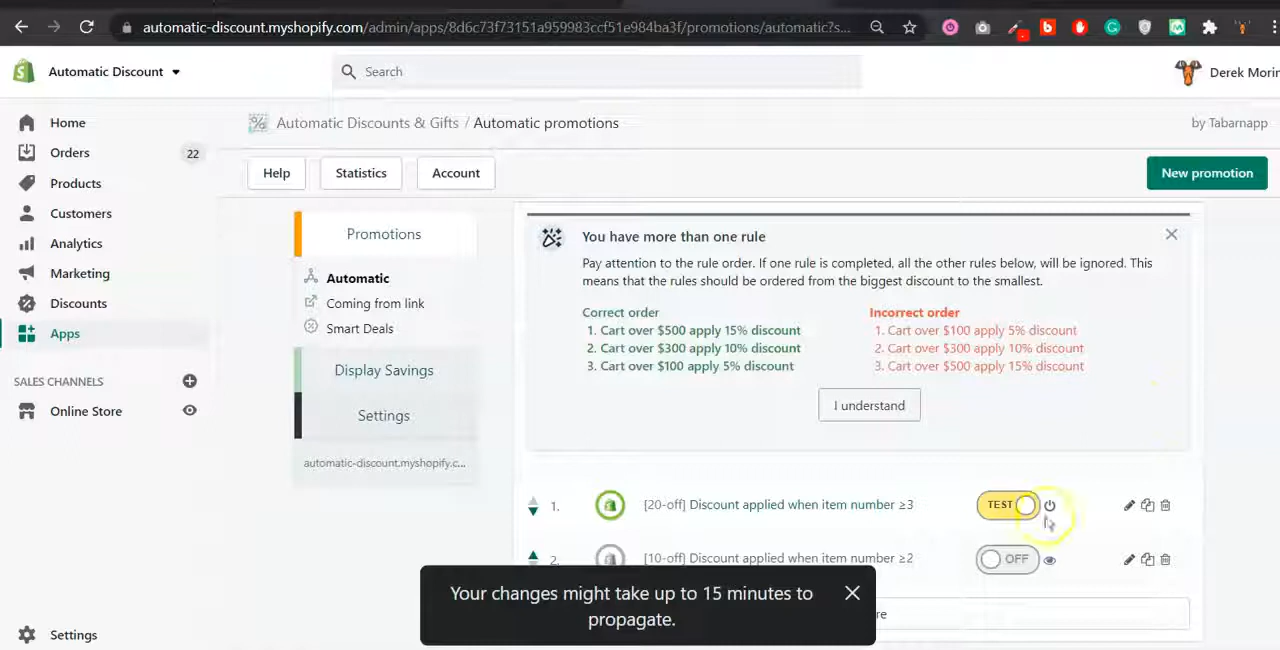 automatic-discount.myshopify.com/admin/apps/8d6c73f73151a959983ccf51e984ba3f/promotions/automatic?s...
Automatic Discount
Search
Derek Morin
Home
Orders
22
Products
Customers
Analytics
Marketing
Discounts
Apps
SALES CHANNELS
Online Store
Settings
Automatic Discounts & Gifts / Automatic promotions
by Tabarnapp
Help
Statistics
Account
New promotion
Promotions
Automatic
Coming from link
Smart Deals
Display Savings
Settings
automatic-discount.myshopify.c...
You have more than one rule
Pay attention to the rule order. If one rule is completed, all the other rules below, will be ignored. This
means that the rules should be ordered from the biggest discount to the smallest.
Correct order
1. Cart over $500 apply 15% discount
2. Cart over $300 apply 10% discount
3. Cart over $100 apply 5% discount
Incorrect order
1. Cart over $100 apply 5% discount
2. Cart over $300 apply 10% discount
3. Cart over $500 apply 15% discount
I understand
1. [20-off] Discount applied when item number ≥3 TEST
2. [10-off] Discount applied when item number ≥2 OFF
Your changes might take up to 15 minutes to
propagate.